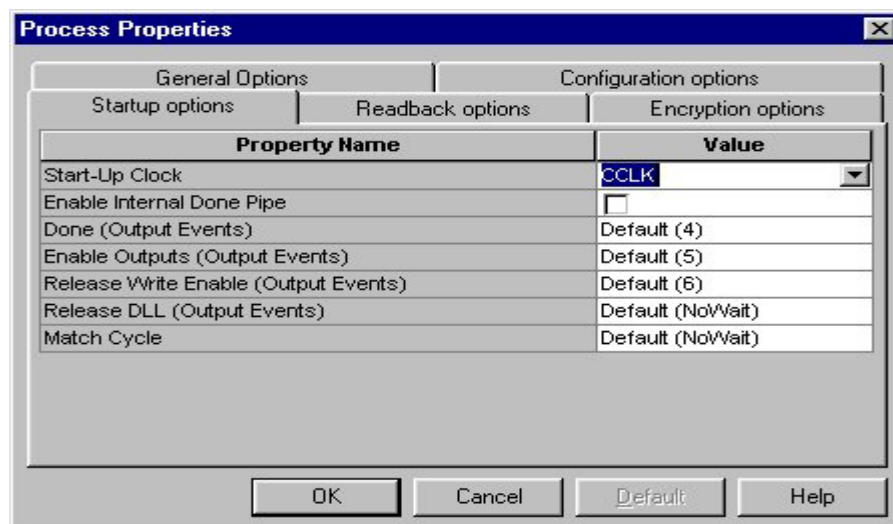 Process Properties
General Options Configuration options
Startup options Readback options Encryption options
Property Name Value
Start-Up Clock CCLK
Enable Internal Done Pipe
Done (Output Events) Default (4)
Enable Outputs (Output Events) Default (5)
Release Write Enable (Output Events) Default (6)
Release DLL (Output Events) Default (NoWait)
Match Cycle Default (NoWait)
OK Cancel Default Help